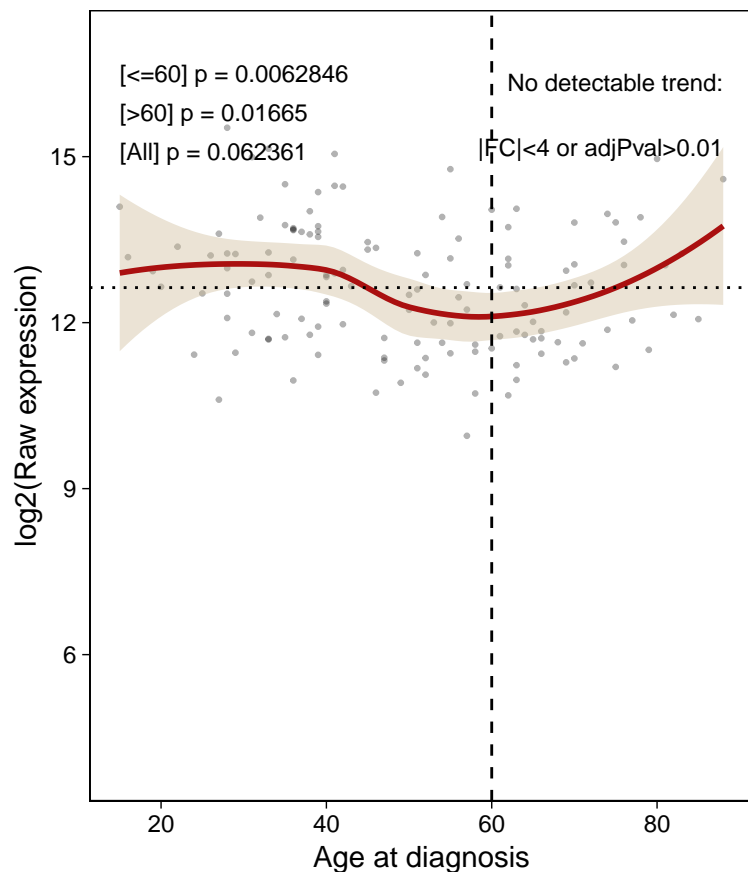 [<=60] p = 0.0062846
No detectable trend:
[>60] p = 0.01665
[All] p = 0.062361
|FC|<4 or adjPval>0.01
15
12
9
6
log2(Raw expression)
20
40
60
80
Age at diagnosis